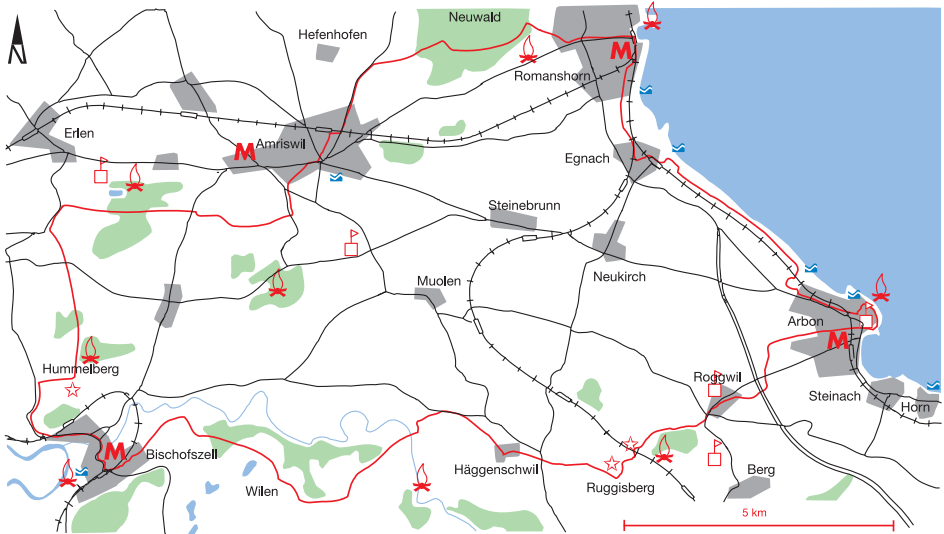 Neuwald
Hefenhofen
N
M
Romanshorn
Erlen
M
Amriswil
Egnach
Steinebrunn
Neukirch
Muolen
Arbon
M
Hummelberg
Roggwil
Steinach
Horn
M
Bischofszell
Häggenschwil
Wilen
Ruggisberg
Berg
5 km